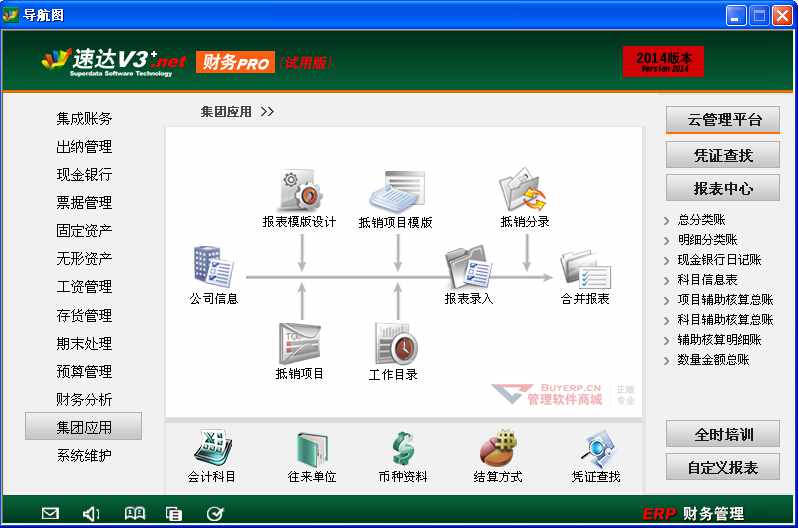 导航图
速达V3+.net
Superdata Software Technology
财务PRO
(试用版)
2014版本
Version 2014
集成账务
出纳管理
现金银行
票据管理
固定资产
无形资产
工资管理
存货管理
期末处理
预算管理
财务分析
集团应用
系统维护
集团应用 >>
报表模版设计
抵销项目模版
抵销分录
公司信息
报表录入
合并报表
抵销项目
工作目录
BUYERP.CN
管理软件商城
正版
专业
会计科目
往来单位
币种资料
结算方式
凭证查找
云管理平台
凭证查找
报表中心
总分类账
明细分类账
现金银行日记账
科目信息表
项目辅助核算总账
科目辅助核算总账
辅助核算明细账
数量金额总账
全时培训
自定义报表
ERP 财务管理